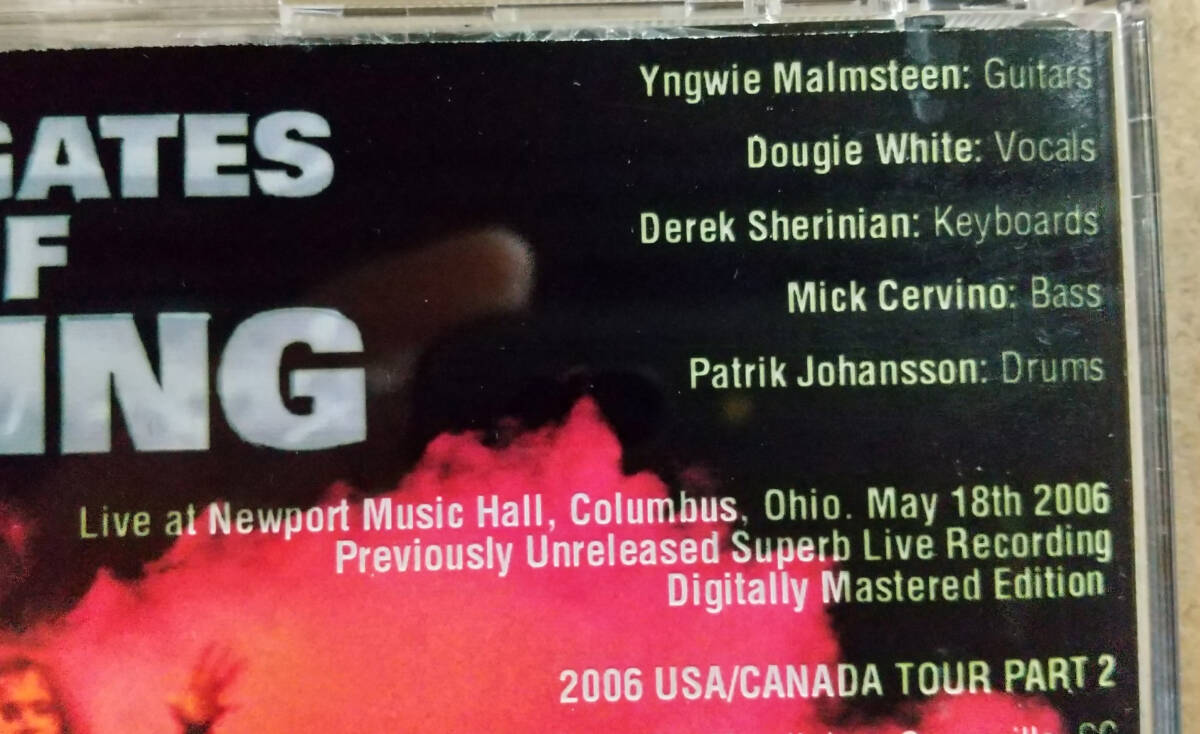 GATES
F
ING
Yngwie Malmsteen: Guitars
Dougie White: Vocals
Derek Sherinian: Keyboards
Mick Cervino: Bass
Patrik Johansson: Drums
Live at Newport Music Hall, Columbus, Ohio. May 18th 2006
Previously Unreleased Superb Live Recording
Digitally Mastered Edition
2006 USA/CANADA TOUR PART 2